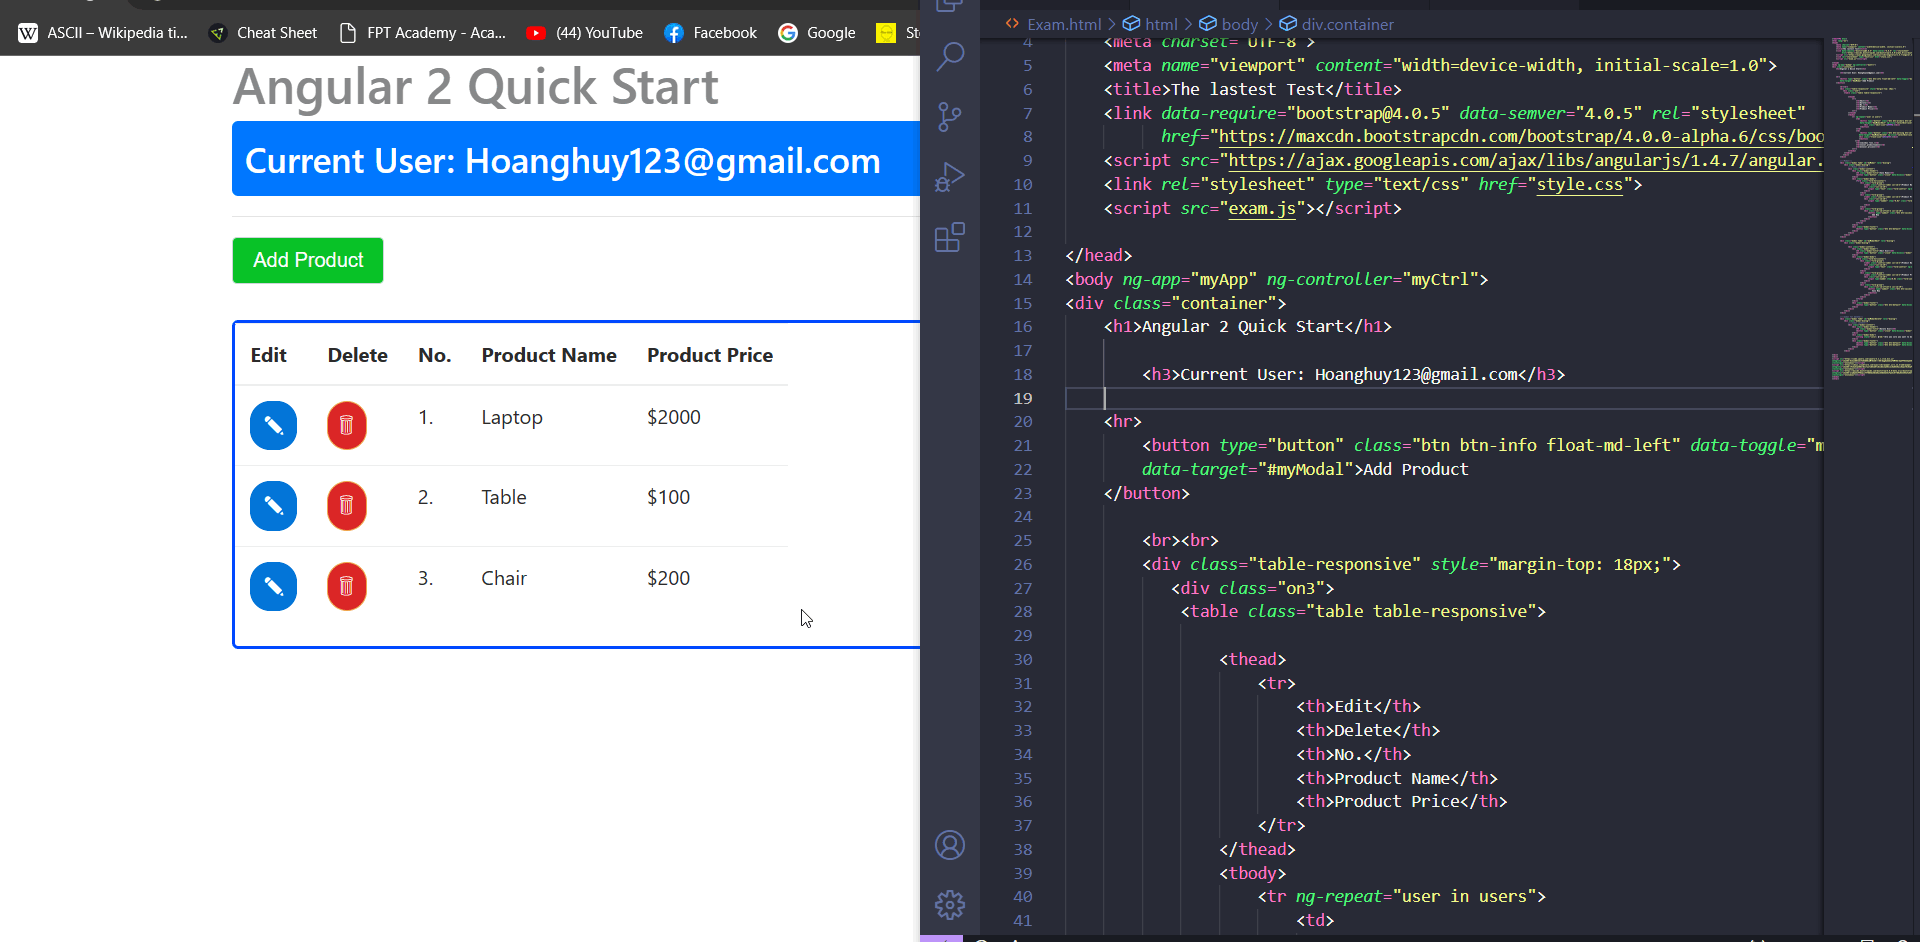 ASCII – Wikipedia ti...
Cheat Sheet
FPT Academy - Aca...
(44) YouTube
Facebook
Google
Angular 2 Quick Start
Current User: Hoanghuy123@gmail.com
Add Product
Edit Delete No. Product Name Product Price
1. Laptop $2000
2. Table $100
3. Chair $200
Exam.html > html > body > div.container
4 <meta charset="UTF-8">
5 <meta name="viewport" content="width=device-width, initial-scale=1.0">
6 <title>The lastest Test</title>
7 <link data-require="bootstrap@4.0.5" data-semver="4.0.5" rel="stylesheet"
8 href="https://maxcdn.bootstrapcdn.com/bootstrap/4.0.0-alpha.6/css/boo
9 <script src="https://ajax.googleapis.com/ajax/libs/angularjs/1.4.7/angular.
10 <link rel="stylesheet" type="text/css" href="style.css">
11 <script src="exam.js"></script>
12
13 </head>
14 <body ng-app="myApp" ng-controller="myCtrl">
15 <div class="container">
16 <h1>Angular 2 Quick Start</h1>
17
18 <h3>Current User: Hoanghuy123@gmail.com</h3>
19
20 <hr>
21 <button type="button" class="btn btn-info float-md-left" data-toggle="m
22 data-target="#myModal">Add Product
23 </button>
24
25 <br><br>
26 <div class="table-responsive" style="margin-top: 18px;">
27 <div class="on3">
28 <table class="table table-responsive">
29
30 <thead>
31 <tr>
32 <th>Edit</th>
33 <th>Delete</th>
34 <th>No.</th>
35 <th>Product Name</th>
36 <th>Product Price</th>
37 </tr>
38 </thead>
39 <tbody>
40 <tr ng-repeat="user in users">
41 <td>